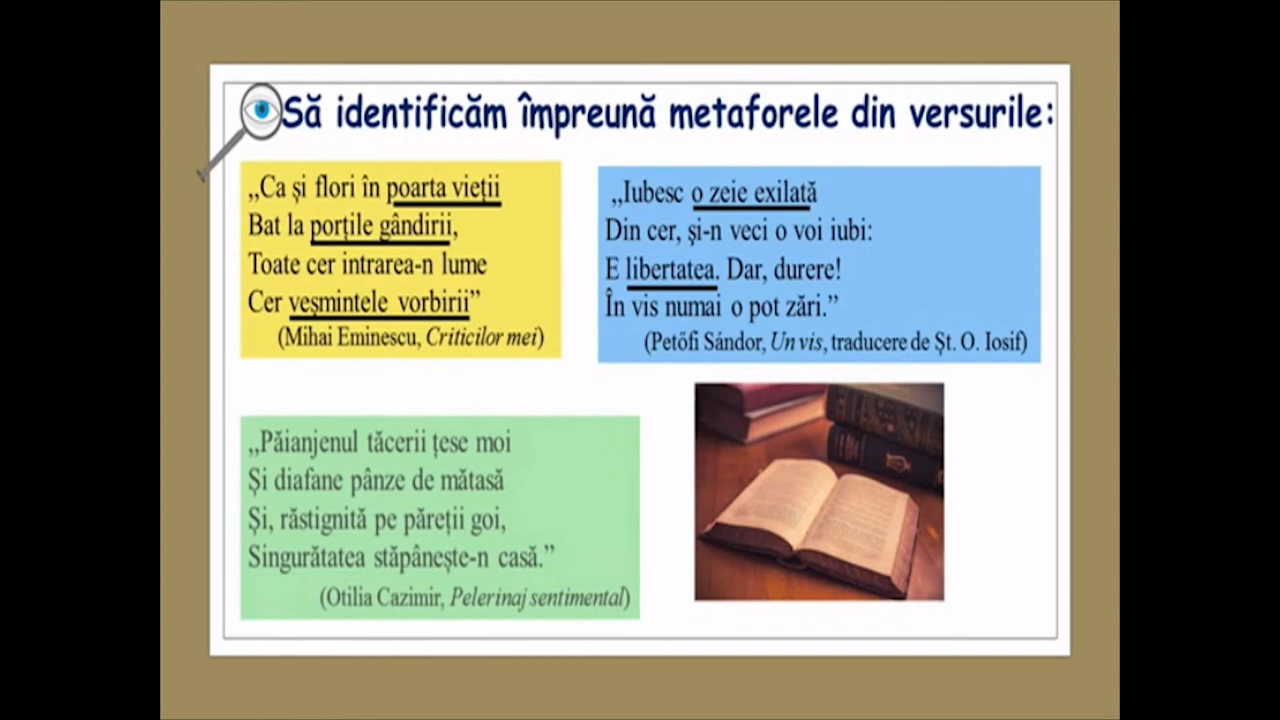 Să identificăm împreună metaforele din versurile:
„Ca și flori în poarta vieții
Bat la porțile gândirii,
Toate cer intrarea-n lume
Cer veșmintele vorbirii”
(Mihai Eminescu, Criticilor mei)
„Iubesc o zeie exilată
Din cer, și-n veci o voi iubi:
E libertatea. Dar, durere!
În vis numai o pot zări.”
(Petőfi Sándor, Un vis, traducere de Șt. O. Iosif)
„Păianjenul tăcerii țese moi
Și diafane pânze de mătasă
Și, răstignită pe păreții goi,
Singurătatea stăpânește-n casă.”
(Otilia Cazimir, Pelerinaj sentimental)